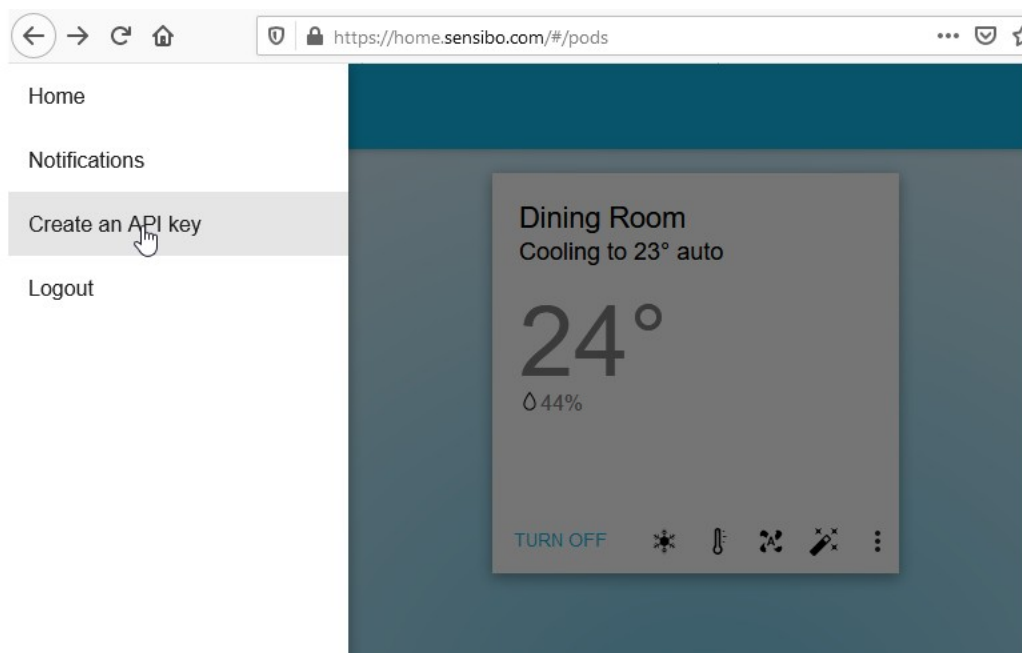 https://home.sensibo.com/#/pods
Home
Notifications
Create an API key
Logout
Dining Room
Cooling to 23° auto
24°
44%
TURN OFF
A